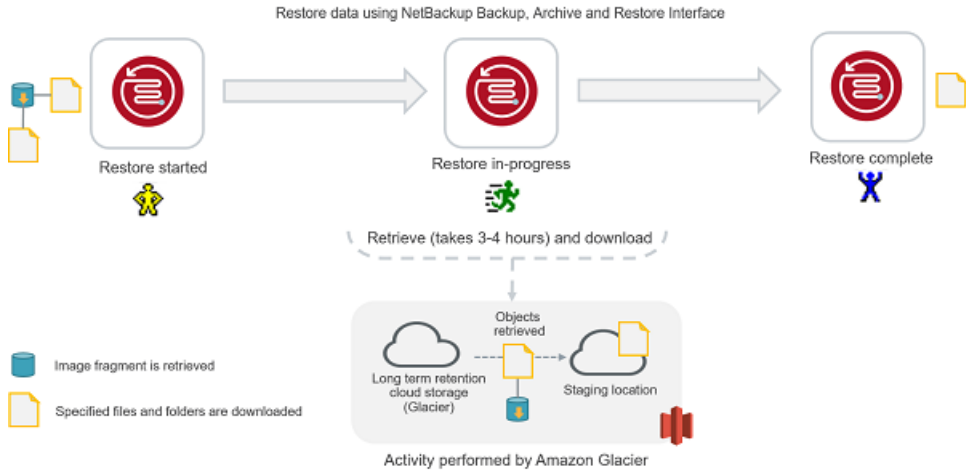 Restore data using NetBackup Backup, Archive and Restore Interface
Restore started
Restore in-progress
Restore complete
Retrieve (takes 3-4 hours) and download
Objects
retrieved
Long term retention
cloud storage
(Glacier)
Staging location
Image fragment is retrieved
Specified files and folders are downloaded
Activity performed by Amazon Glacier